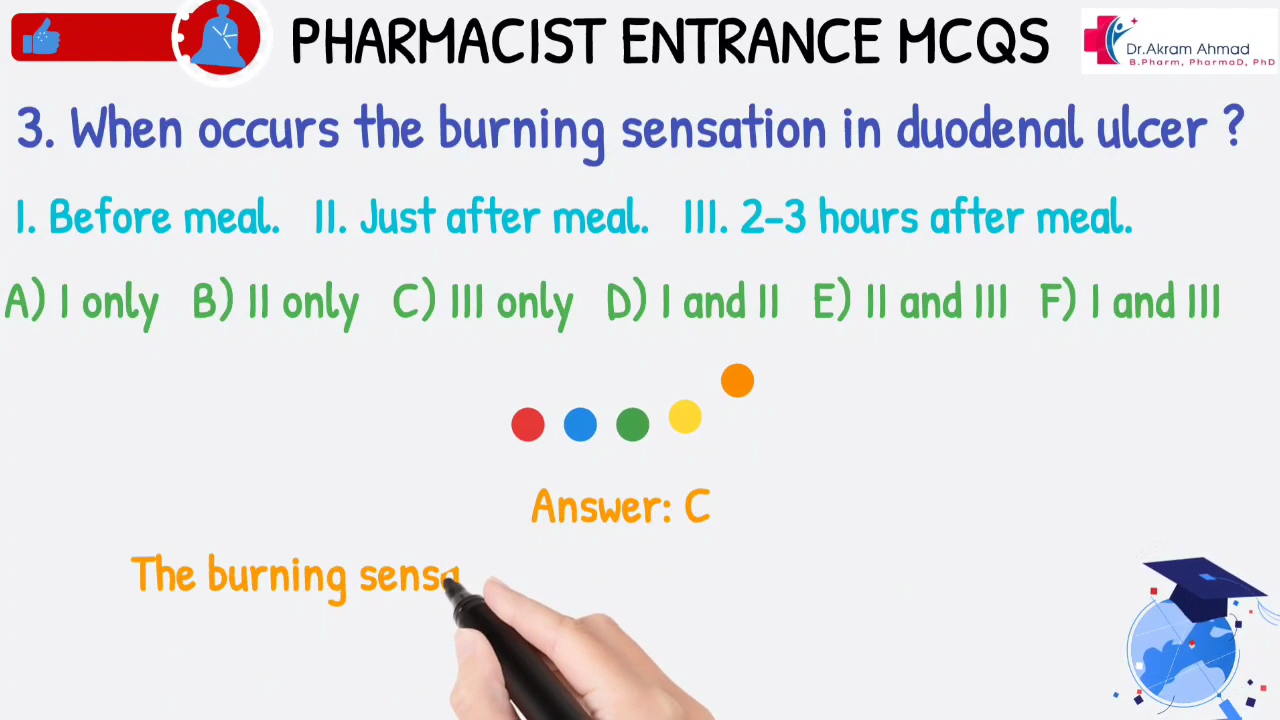 PHARMACIST ENTRANCE MCQS
Dr.Akram Ahmad
B.Pharm, PharmaD, PhD
3. When occurs the burning sensation in duodenal ulcer ?
I. Before meal. II. Just after meal. III. 2-3 hours after meal.
A) I only B) II only C) III only D) I and II E) II and III F) I and III
Answer: C
The burning sensa